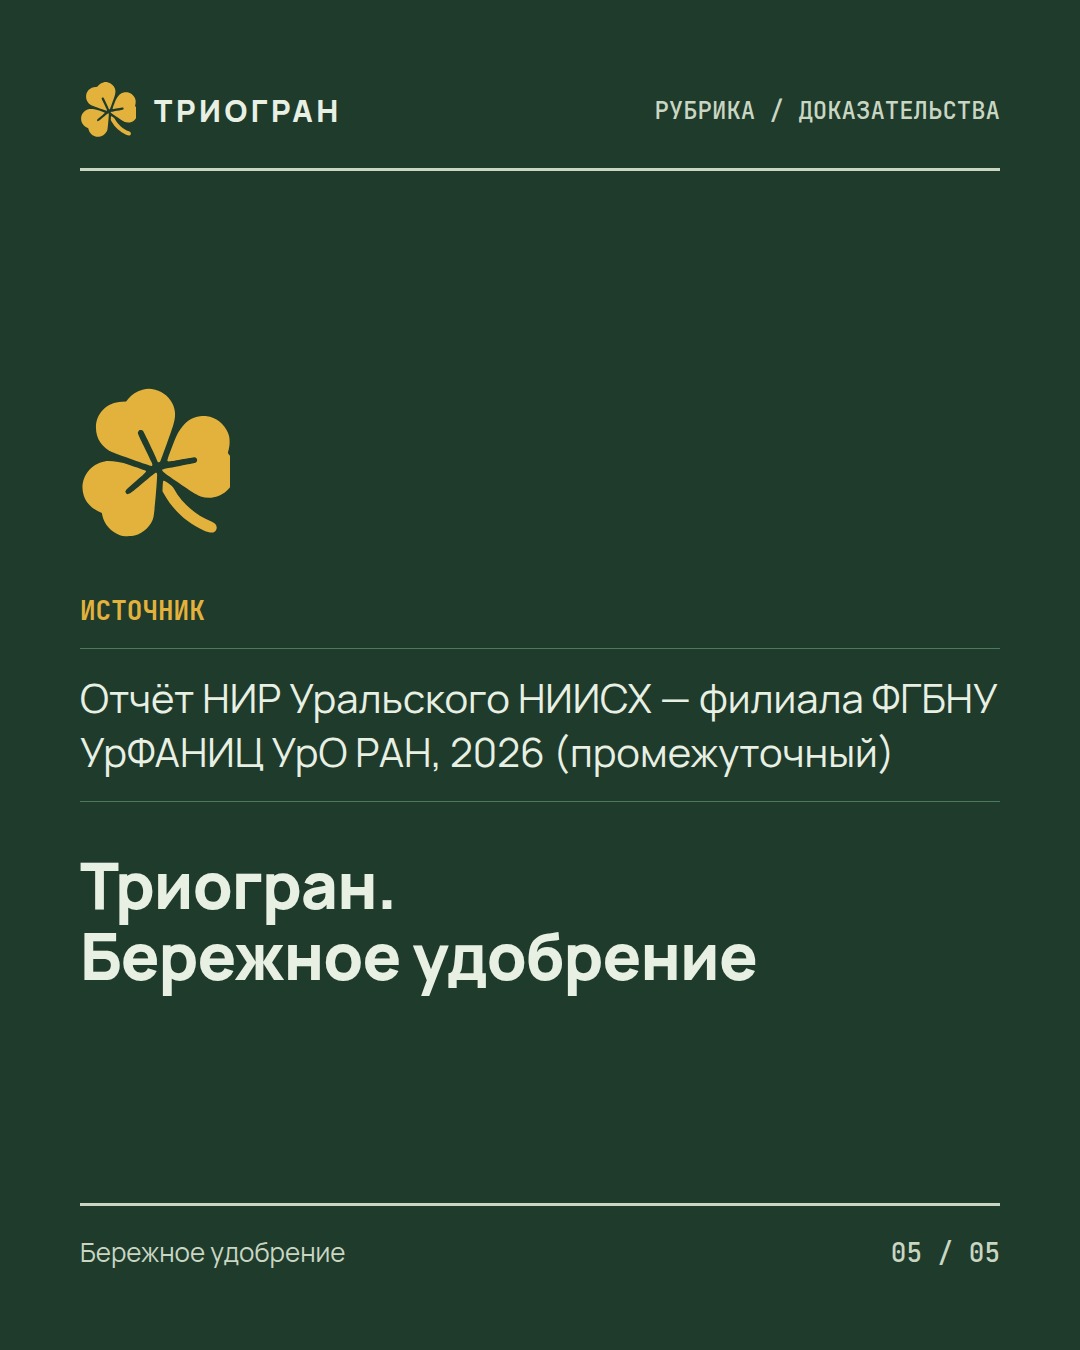 ТРИОГРАН
РУБРИКА / ДОКАЗАТЕЛЬСТВА
ИСТОЧНИК
Отчёт НИР Уральского НИИСХ — филиала ФГБНУ
УрФАНИЦ УрО РАН, 2026 (промежуточный)
Триогран.
Бережное удобрение
Бережное удобрение
05 / 05